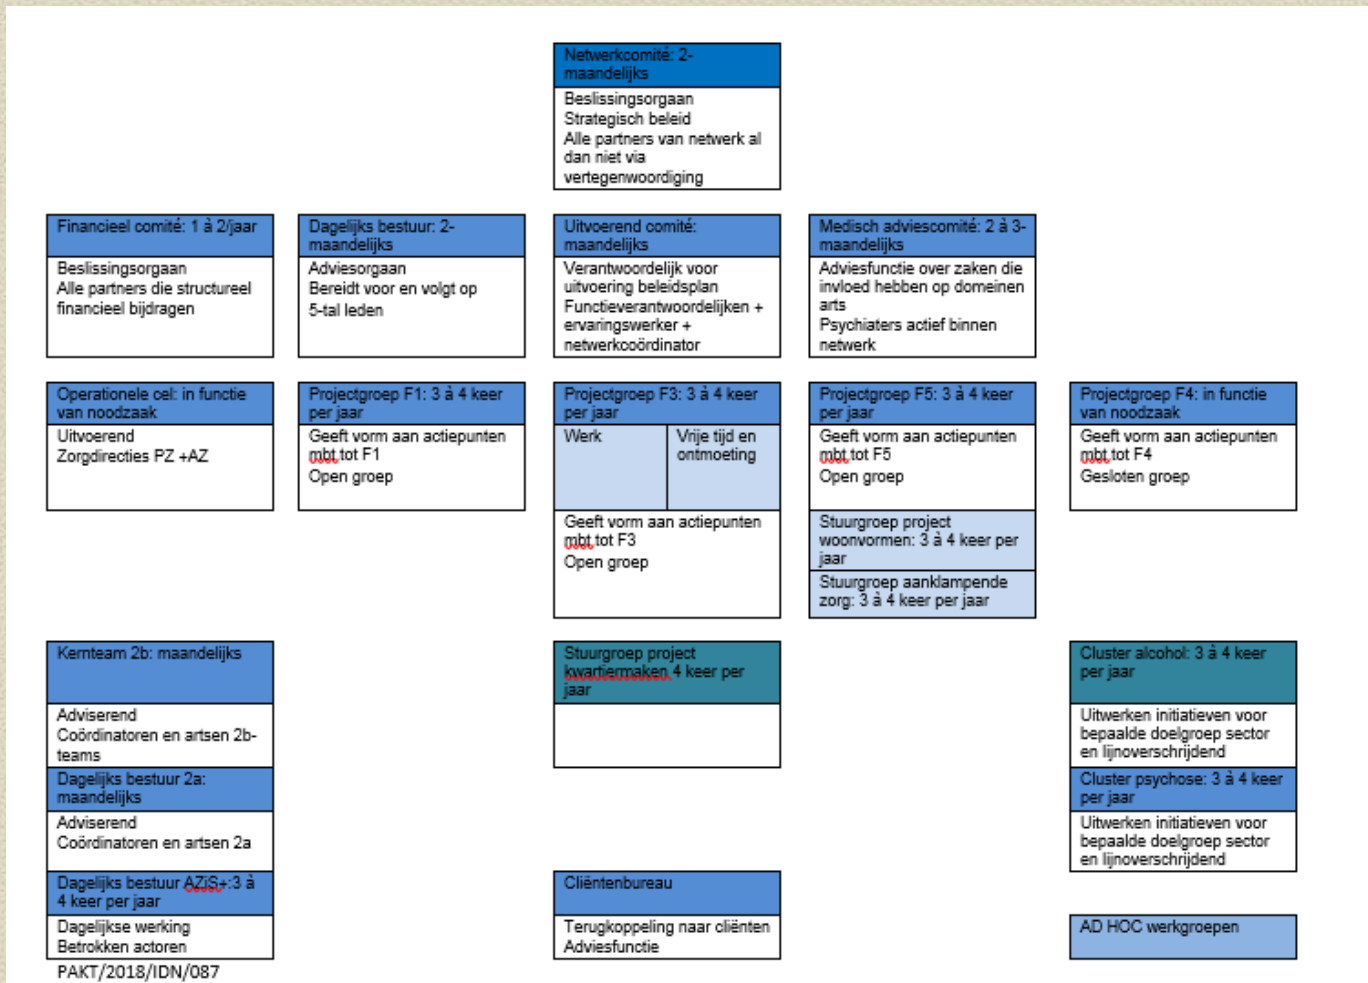 Netwerkcomité: 2-
maandelijks
Beslissingsorgaan
Strategisch beleid
Alle partners van netwerk al
dan niet via
vertegenwoordiging
Financieel comité: 1 à 2/jaar
Beslissingsorgaan
Alle partners die structureel
financieel bijdragen
Dagelijks bestuur: 2-
maandelijks
Adviesorgaan
Bereidt voor en volgt op
5-tal leden
Uitvoerend comité:
maandelijks
Verantwoordelijk voor
uitvoering beleidsplan
Functieverantwoordelijken +
ervaringswerker +
netwerkcoördinator
Medisch adviescomité: 2 à 3-
maandelijks
Adviesfunctie over zaken die
invloed hebben op domeinen
arts
Psychiaters actief binnen
netwerk
Operationele cel: in functie
van noodzaak
Uitvoerend
Zorgdirecties PZ +AZ
Projectgroep F1: 3 à 4 keer
per jaar
Geeft vorm aan actiepunten
mbt tot F1
Open groep
Projectgroep F3: 3 à 4 keer
per jaar
Werk
Vrije tijd en
ontmoeting
Geeft vorm aan actiepunten
mbt tot F3
Open groep
Projectgroep F5: 3 à 4 keer
per jaar
Geeft vorm aan actiepunten
mbt tot F5
Open groep
Stuurgroep project
woonvormen: 3 à 4 keer per
jaar
Stuurgroep aanklampende
zorg: 3 à 4 keer per jaar
Projectgroep F4: in functie
van noodzaak
Geeft vorm aan actiepunten
mbt tot F4
Gesloten groep
Kernteam 2b: maandelijks
Adviserend
Coördinatoren en artsen 2b-
teams
Dagelijks bestuur 2a:
maandelijks
Adviserend
Coördinatoren en artsen 2a
Dagelijks bestuur AZiS+:3 à
4 keer per jaar
Dagelijkse werking
Betrokken actoren
Stuurgroep project
kwartiermaken 4 keer per
jaar
Cliëntenbureau
Terugkoppeling naar cliënten
Adviesfunctie
Cluster alcohol: 3 à 4 keer
per jaar
Uitwerken initiatieven voor
bepaalde doelgroep sector
en lijnoverschrijdend
Cluster psychose: 3 à 4 keer
per jaar
Uitwerken initiatieven voor
bepaalde doelgroep sector
en lijnoverschrijdend
AD HOC werkgroepen
PAKT/2018/IDN/087